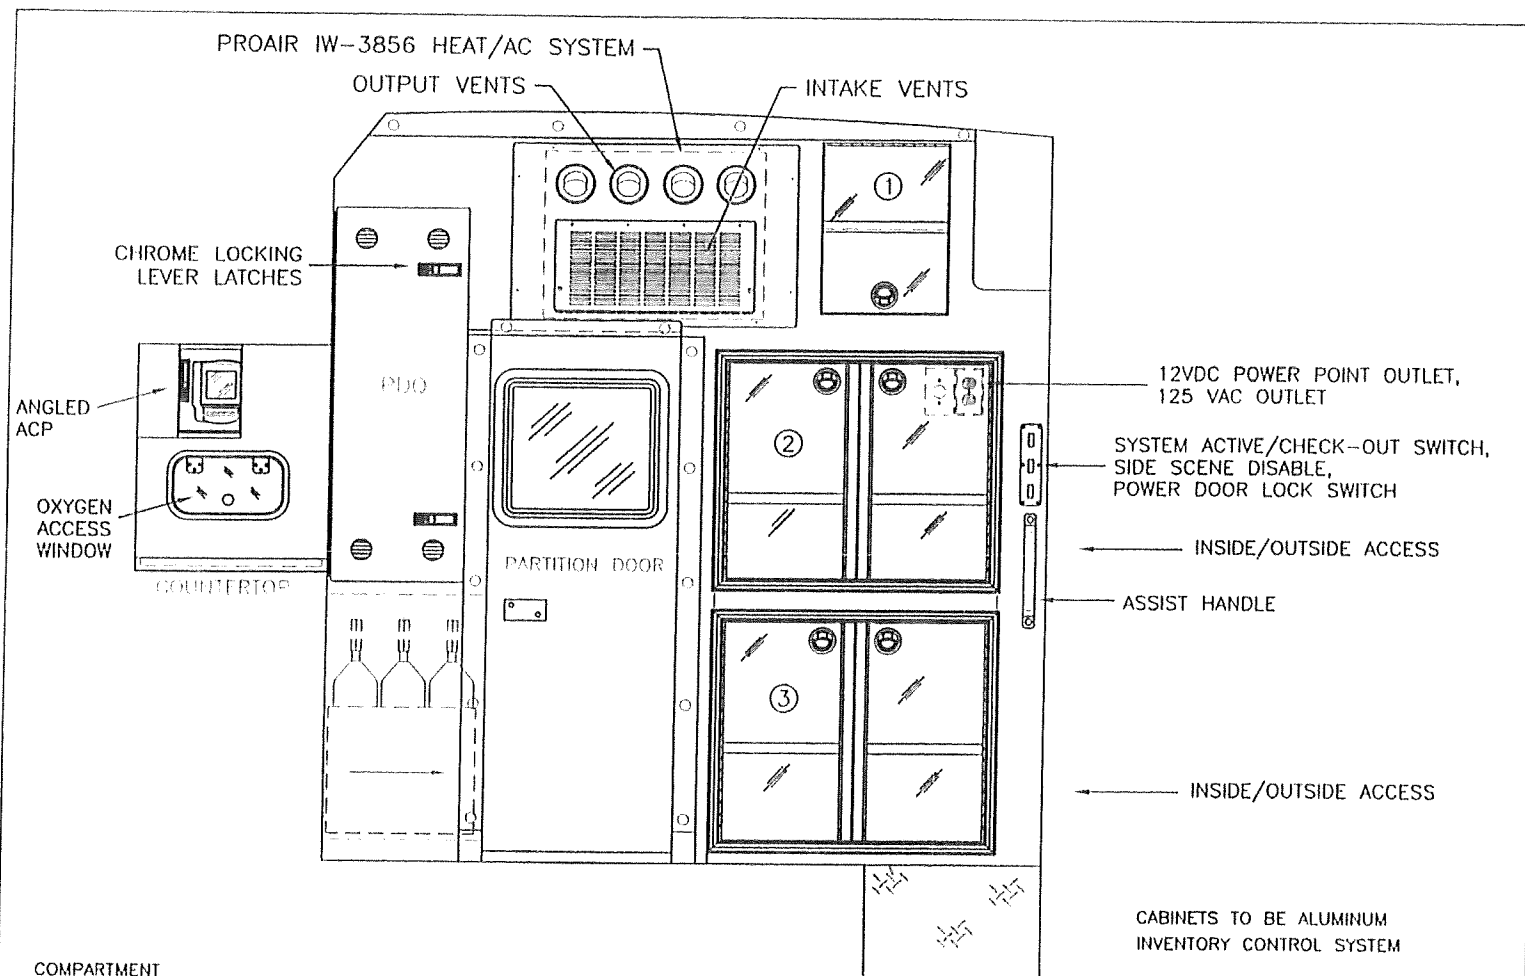 PROAIR IW-3856 HEAT/AC SYSTEM
OUTPUT VENTS
INTAKE VENTS
1
CHROME LOCKING
LEVER LATCHES
PDO
ANGLED
ACP
12VDC POWER POINT OUTLET,
125 VAC OUTLET
2
SYSTEM ACTIVE/CHECK-OUT SWITCH,
SIDE SCENE DISABLE,
POWER DOOR LOCK SWITCH
OXYGEN
ACCESS
WINDOW
INSIDE/OUTSIDE ACCESS
PARTITION DOOR
COUNTERTOP
ASSIST HANDLE
3
INSIDE/OUTSIDE ACCESS
CABINETS TO BE ALUMINUM
INVENTORY CONTROL SYSTEM
COMPARTMENT